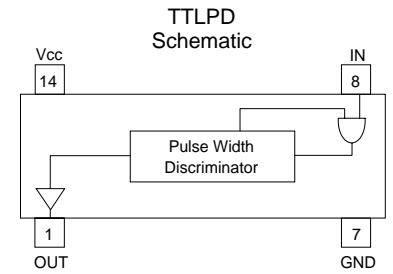 TTLPD
Schematic
Vcc
IN
14
8
Pulse Width
Discriminator
1
7
OUT
GND